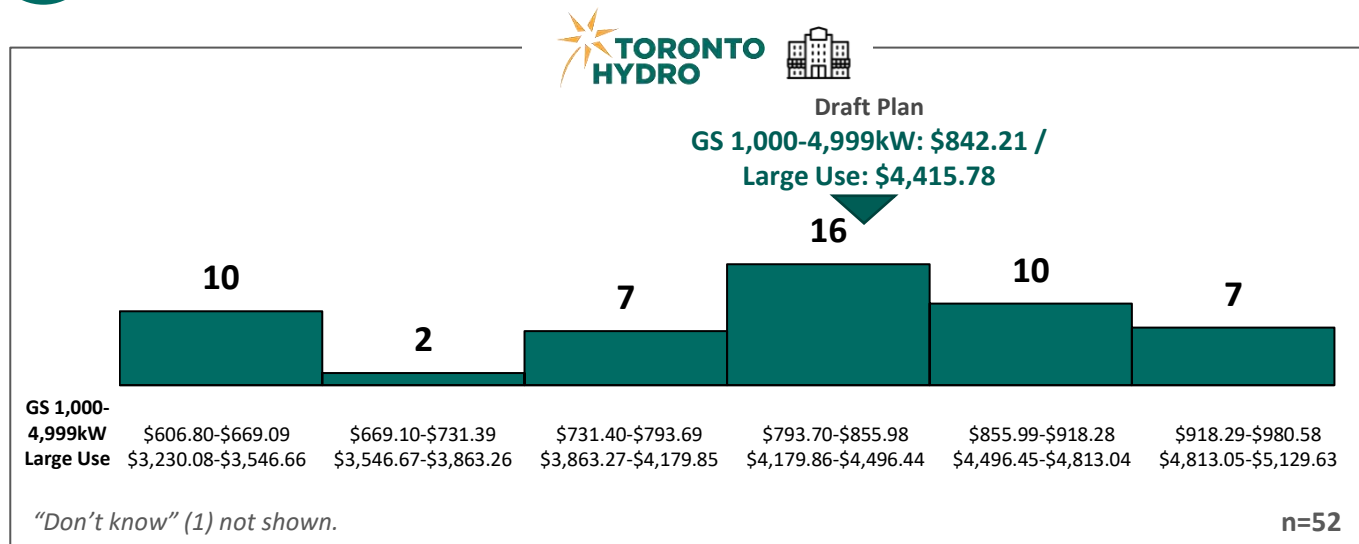 TORONTO
HYDRO
Draft Plan
GS 1,000-4,999kW: $842.21 /
Large Use: $4,415.78
10
2
7
16
10
7
GS 1,000-
4,999kW $606.80-$669.09 $669.10-$731.39 $731.40-$793.69 $793.70-$855.98 $855.99-$918.28 $918.29-$980.58
Large Use $3,230.08-$3,546.66 $3,546.67-$3,863.26 $3,863.27-$4,179.85 $4,179.86-$4,496.44 $4,496.45-$4,813.04 $4,813.05-$5,129.63
“Don’t know” (1) not shown. n=52